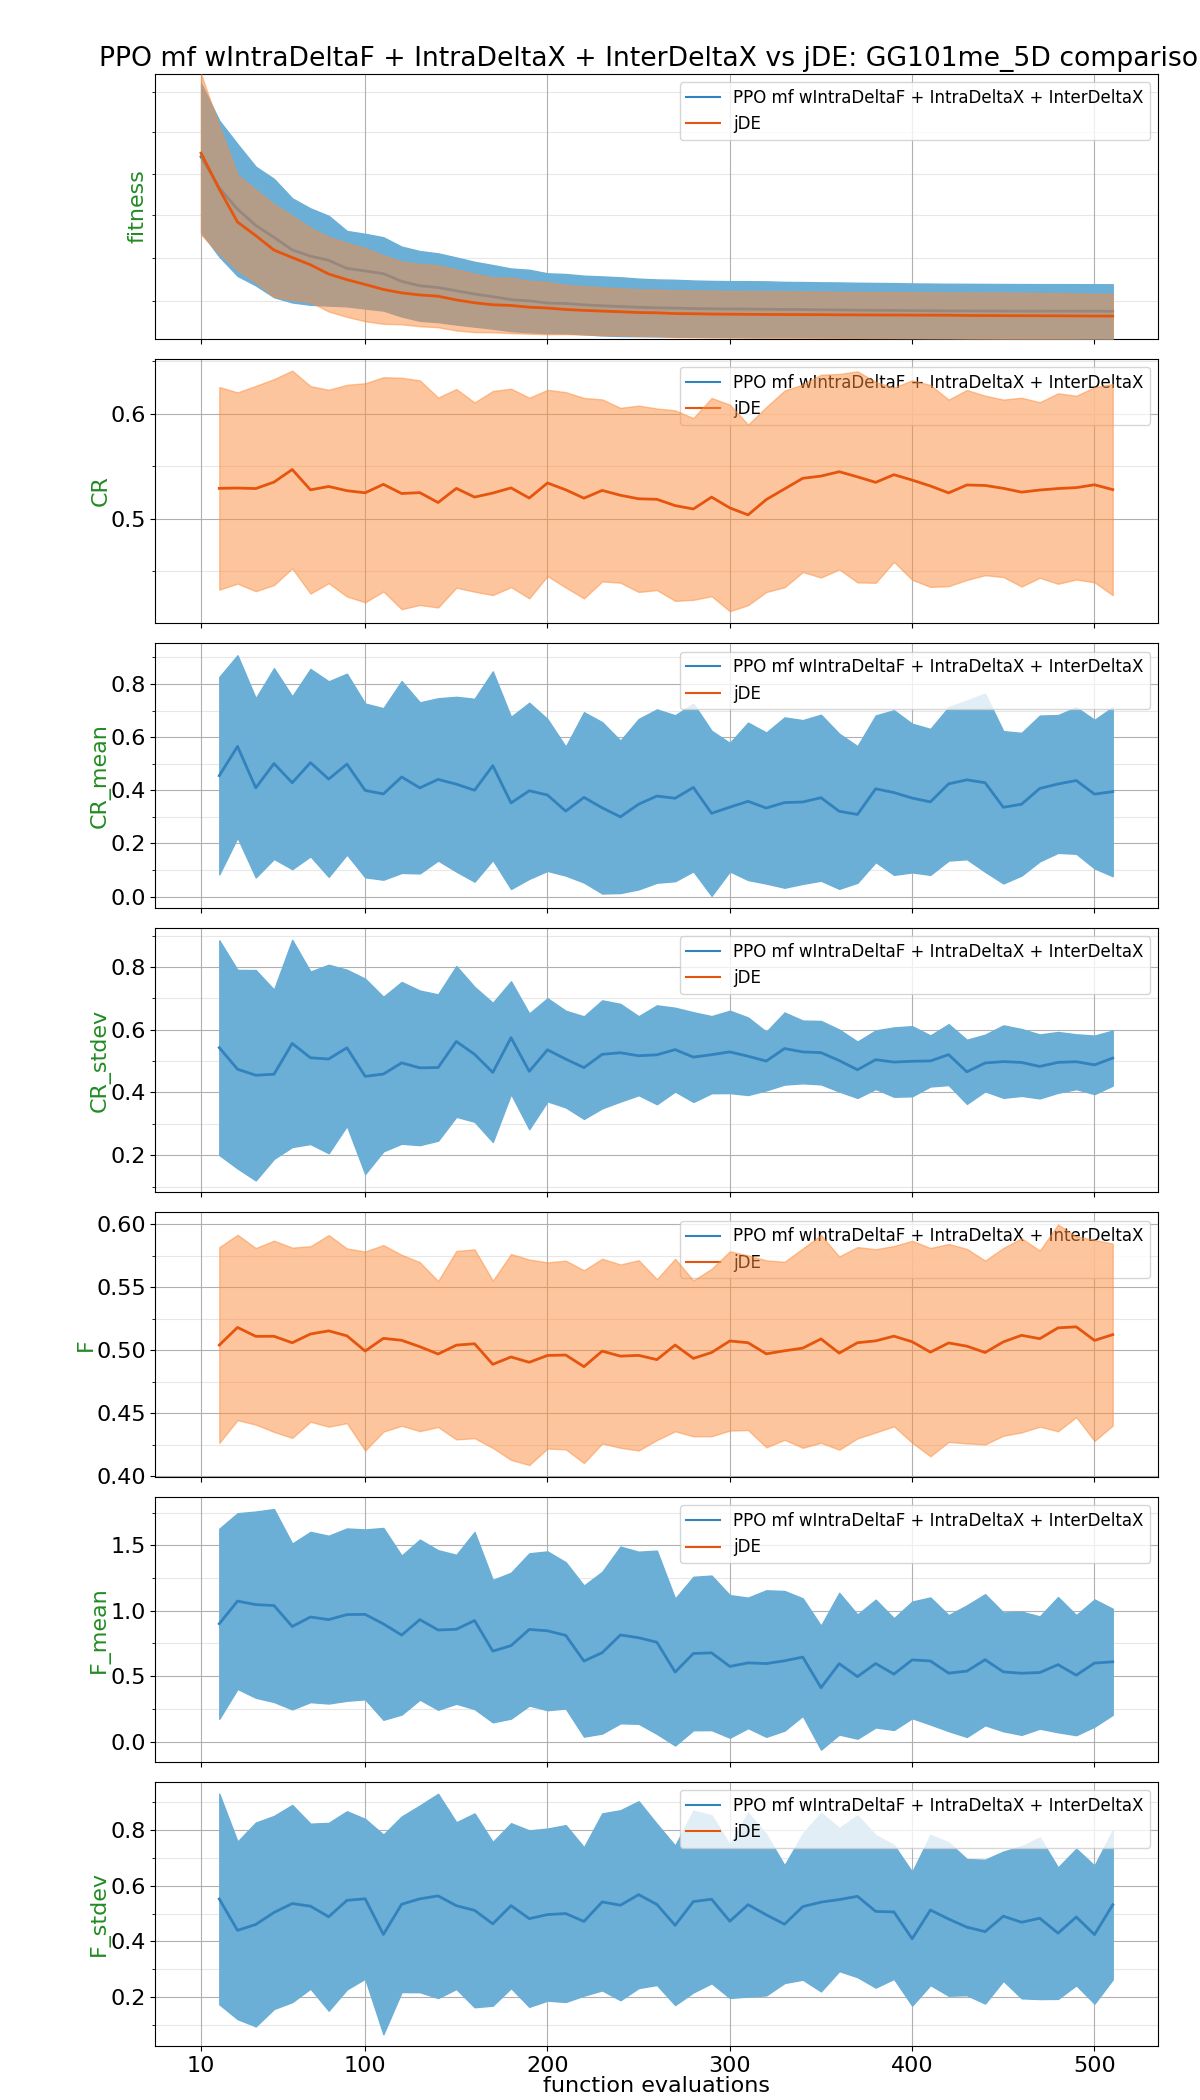 PPO mf wIntraDeltaF + IntraDeltaX + InterDeltaX vs jDE: GG101me_5D compariso
PPO mf wIntraDeltaF + IntraDeltaX + InterDeltaX
jDE
fitness
PPO mf wIntraDeltaF + IntraDeltaX + InterDeltaX
jDE
0.6
0.5
CR
PPO mf wIntraDeltaF + IntraDeltaX + InterDeltaX
jDE
0.8
0.6
0.4
0.2
0.0
CR_mean
PPO mf wIntraDeltaF + IntraDeltaX + InterDeltaX
jDE
0.8
0.6
0.4
0.2
CR_stdev
PPO mf wIntraDeltaF + IntraDeltaX + InterDeltaX
jDE
0.60
0.55
0.50
0.45
0.40
F
PPO mf wIntraDeltaF + IntraDeltaX + InterDeltaX
jDE
1.5
1.0
0.5
0.0
F_mean
PPO mf wIntraDeltaF + IntraDeltaX + InterDeltaX
jDE
0.8
0.6
0.4
0.2
F_stdev
10 100 200 300 400 500
function evaluations